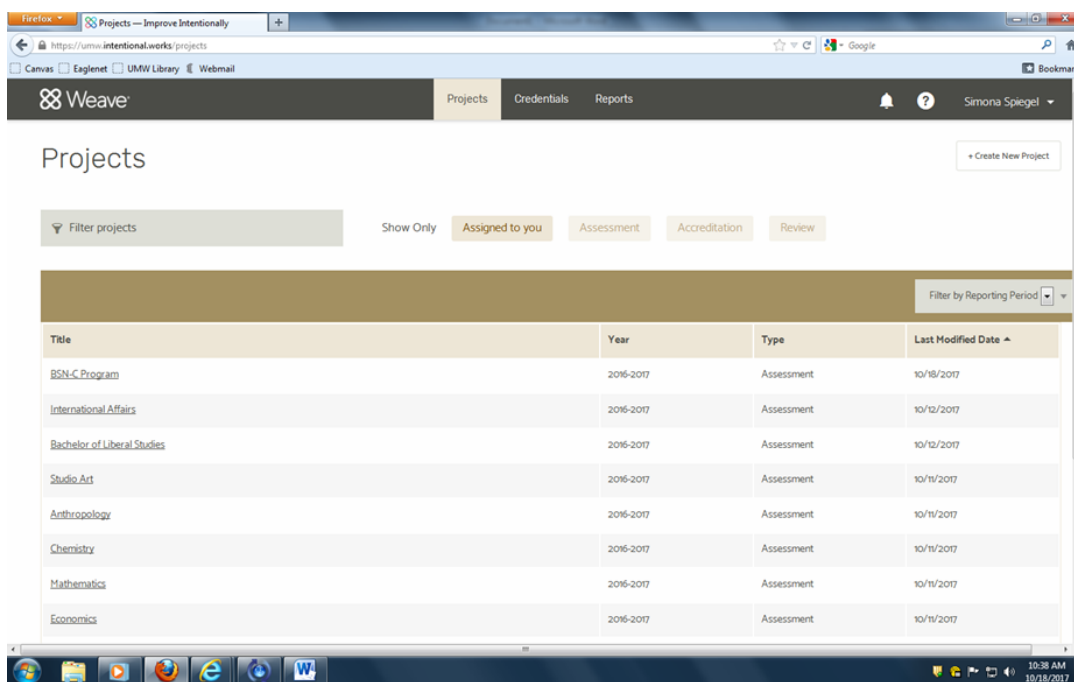 Firefox
Projects — Improve Intentionally
https://umw.intentional.works/projects
Google
Canvas Eaglenet UMW Library Webmail
Bookmar
Weave
Projects Credentials Reports
Simona Spiegel
Projects
+ Create New Project
Filter projects
Show Only Assigned to you Assessment Accreditation Review
Filter by Reporting Period
Title Year Type Last Modified Date
BSN-C Program 2016-2017 Assessment 10/18/2017
International Affairs 2016-2017 Assessment 10/12/2017
Bachelor of Liberal Studies 2016-2017 Assessment 10/12/2017
Studio Art 2016-2017 Assessment 10/11/2017
Anthropology 2016-2017 Assessment 10/11/2017
Chemistry 2016-2017 Assessment 10/11/2017
Mathematics 2016-2017 Assessment 10/11/2017
Economics 2016-2017 Assessment 10/11/2017
10:38 AM
10/18/2017